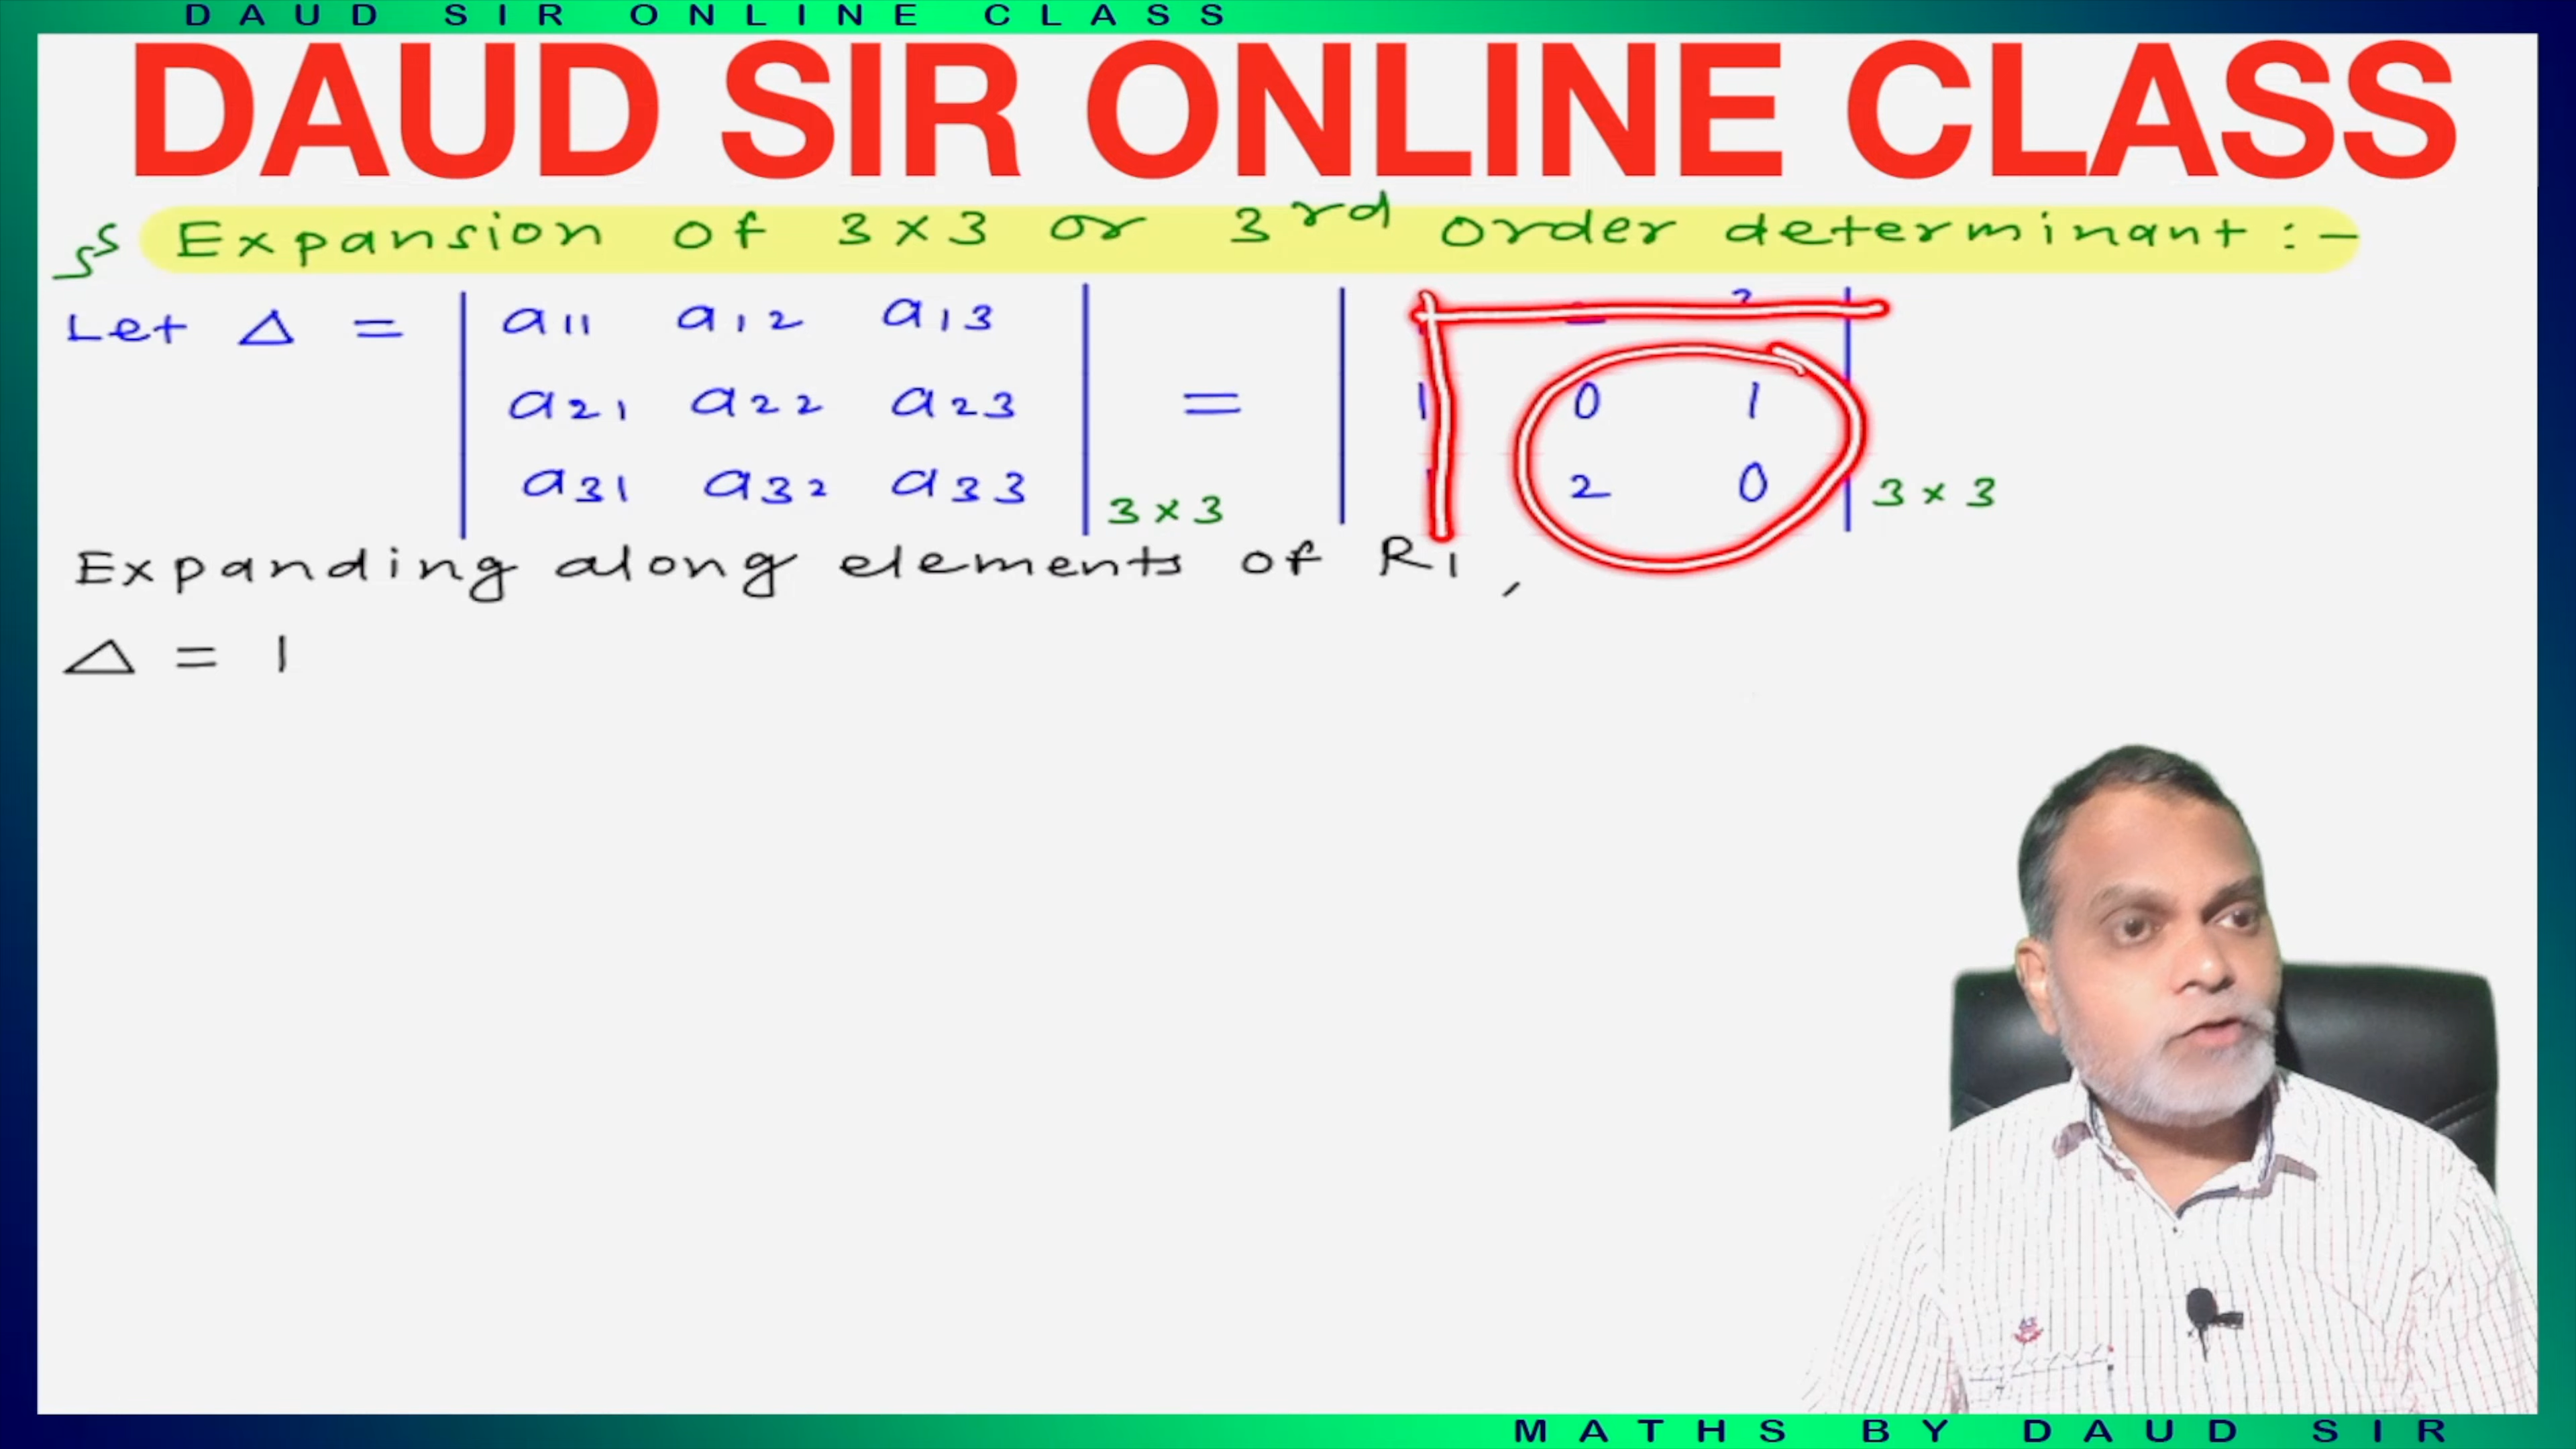 DAUD SIR ONLINE CLASS
DAUD SIR ONLINE CLASS
Expansion of 3×3 or 3rd order determinant :-
Let Δ = | a11 a12 a13 |
| a21 a22 a23 | = | 1 0 1 |
| a31 a32 a33 | 3×3 | 2 0 | 3×3
Expanding along elements of R1,
Δ = 1
MATHS BY DAUD SIR